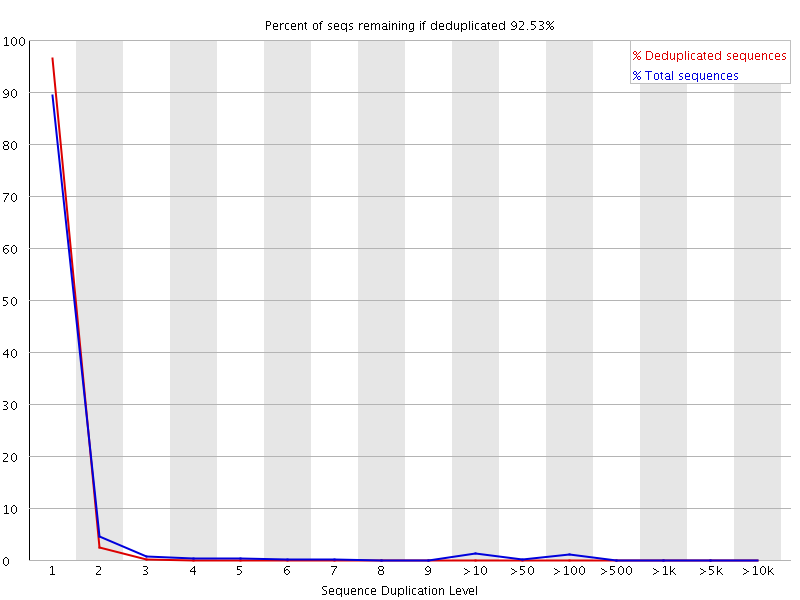 Percent of seqs remaining if deduplicated 92.53%
% Deduplicated sequences
% Total sequences
100
90
80
70
60
50
40
30
20
10
0
1 2 3 4 5 6 7 8 9 >10 >50 >100 >500 >1k >5k >10k
Sequence Duplication Level